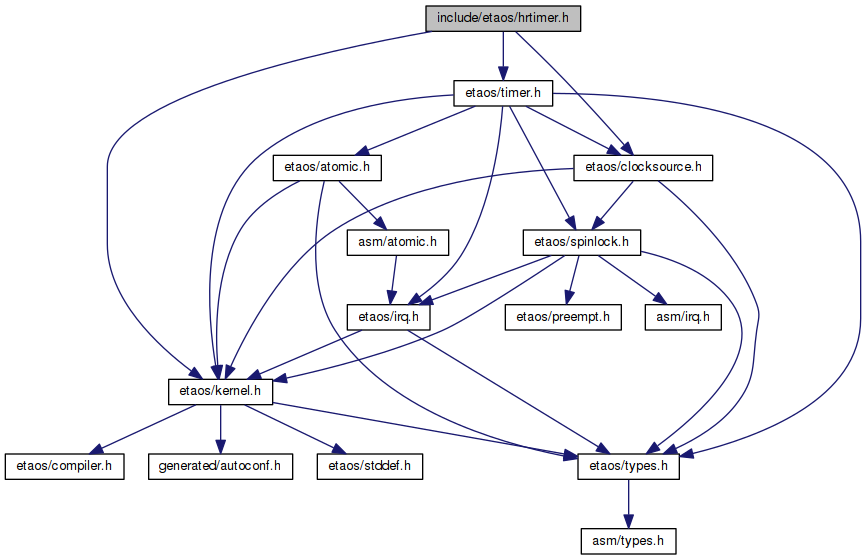 include/etaos/hrtimer.h
etaos/timer.h
etaos/atomic.h
etaos/clocksource.h
asm/atomic.h
etaos/spinlock.h
etaos/irq.h
etaos/preempt.h
asm/irq.h
etaos/kernel.h
etaos/compiler.h
generated/autoconf.h
etaos/stddef.h
etaos/types.h
asm/types.h